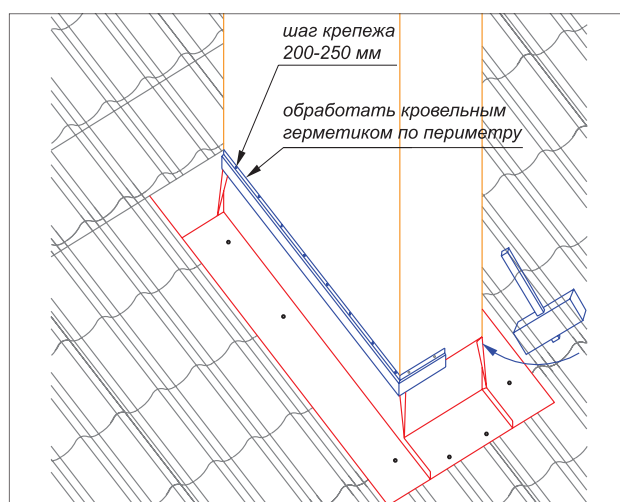 шаг крепежа
200-250 мм
обработать кровельным
герметиком по периметру